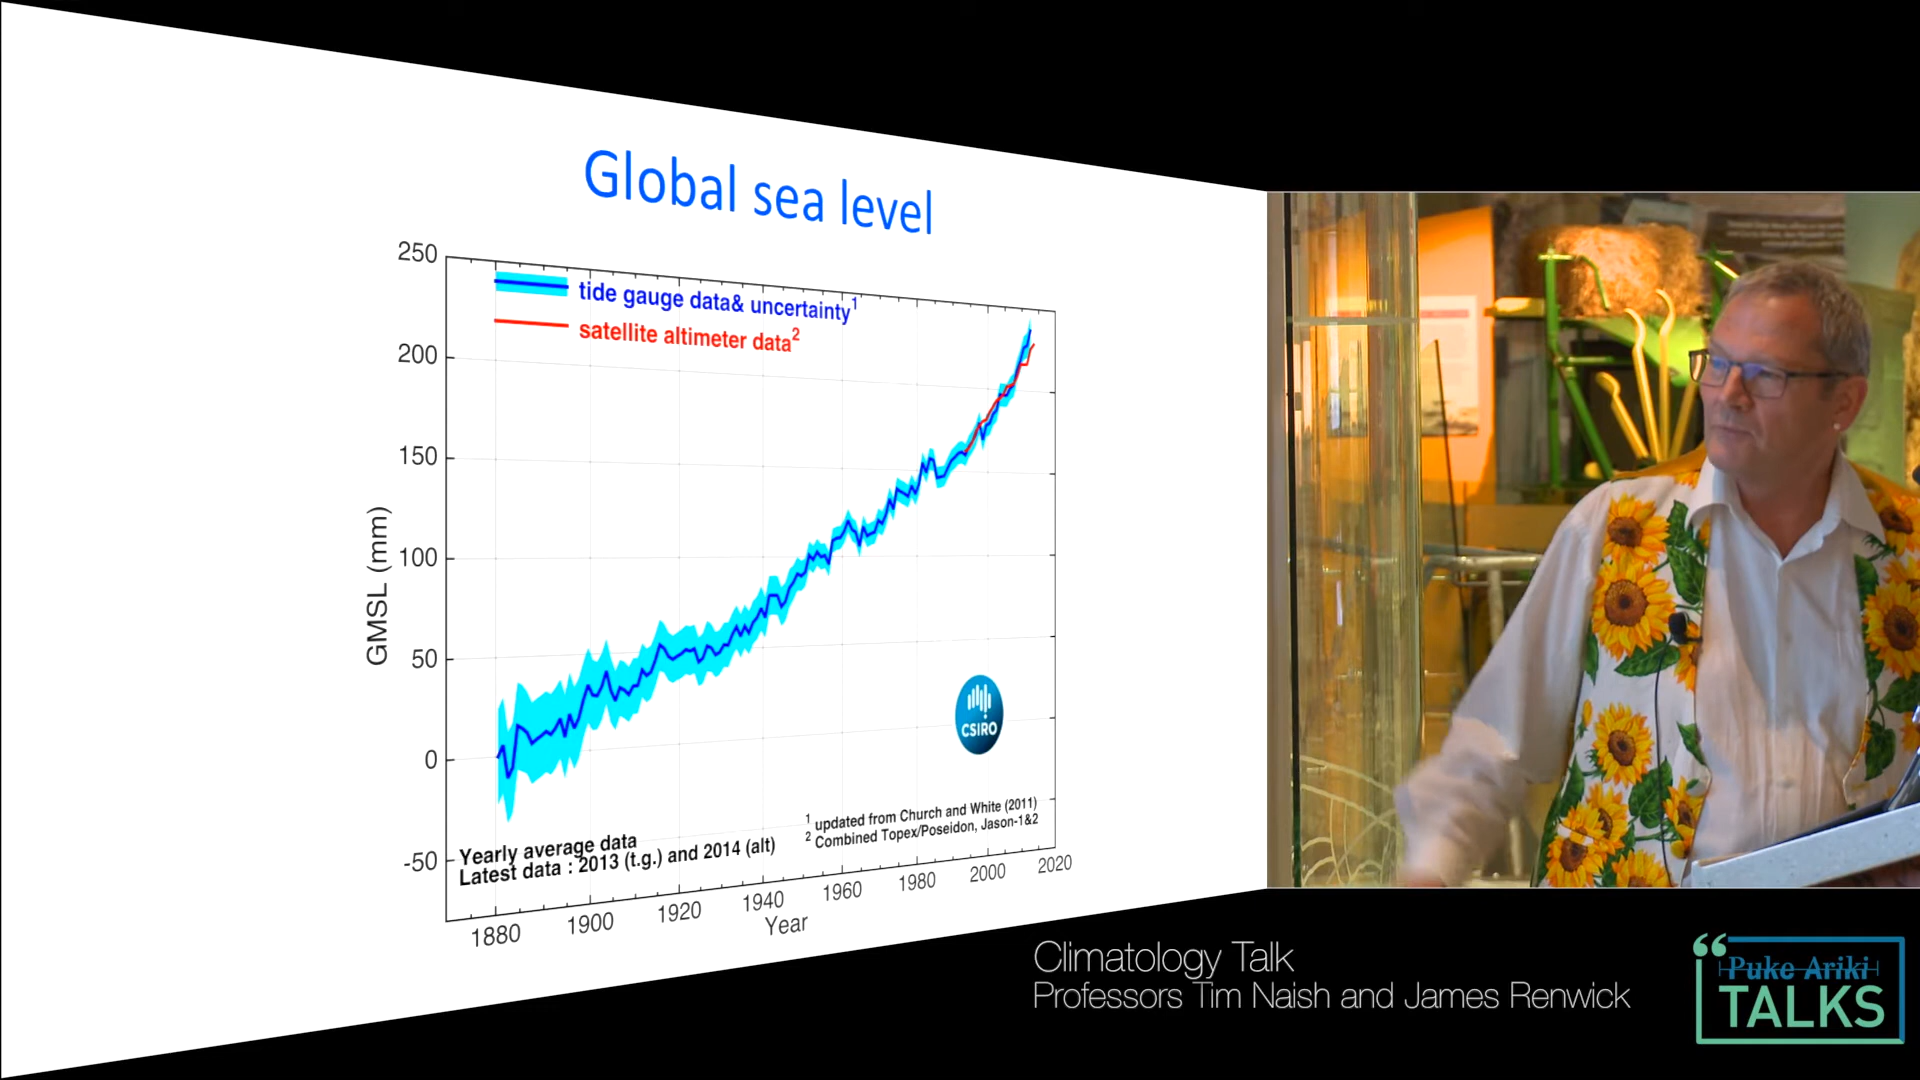 Global sea level
250
200
150
100
50
0
-50
GMSL (mm)
tide gauge data& uncertainty1
satellite altimeter data2
CSIRO
1 updated from Church and White (2011)
2 Combined Topex/Poseidon, Jason-1&2
Yearly average data
Latest data : 2013 (t.g.) and 2014 (alt)
1880 1900 1920 1940 1960 1980 2000 2020
Year
Climatology Talk
Professors Tim Naish and James Renwick
Puke Ariki
TALKS